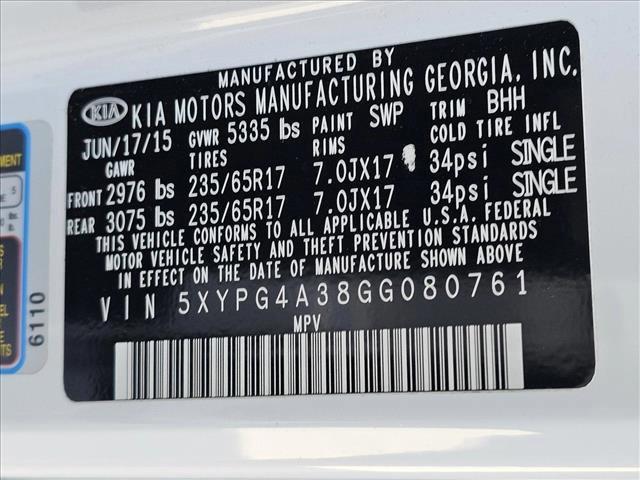 MANUFACTURED BY
KIA KIA MOTORS MANUFACTURING GEORGIA, INC.
JUN/17/15 GVWR 5335 lbs PAINT SWP TRIM BHH
GAWR TIRES RIMS COLD TIRE INFL
FRONT 2976 lbs 235/65R17 7.0JX17 34psi SINGLE
REAR 3075 lbs 235/65R17 7.0JX17 34psi SINGLE
THIS VEHICLE CONFORMS TO ALL APPLICABLE U.S.A. FEDERAL
MOTOR VEHICLE SAFETY AND THEFT PREVENTION STANDARDS
IN EFFECT ON THE DATE OF MANUFACTURE SHOWN ABOVE
VIN 5XYPG4A38GG080761
MPV
6110
5